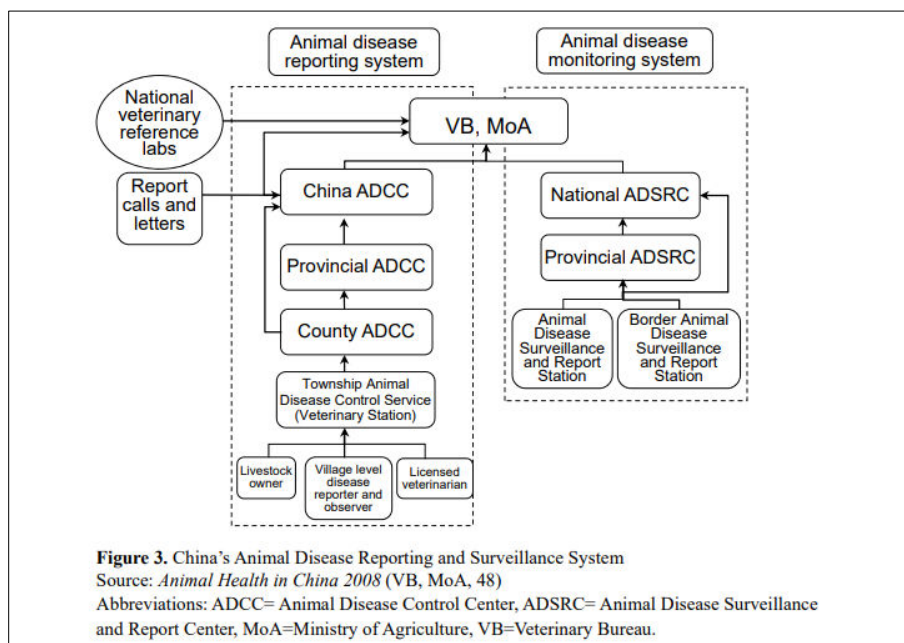 Animal disease
reporting system
Animal disease
monitoring system
National
veterinary
reference
labs
VB, MoA
Report
calls and
letters
China ADCC
National ADSRC
Provincial ADCC
Provincial ADSRC
County ADCC
Animal
Disease
Surveillance
and Report
Station
Border Animal
Disease
Surveillance
and Report
Station
Township Animal
Disease Control Service
(Veterinary Station)
Livestock
owner
Village level
disease
reporter and
observer
Licensed
veterinarian
Figure 3. China's Animal Disease Reporting and Surveillance System
Source: Animal Health in China 2008 (VB, MoA, 48)
Abbreviations: ADCC= Animal Disease Control Center, ADSRC= Animal Disease Surveillance
and Report Center, MoA=Ministry of Agriculture, VB=Veterinary Bureau.